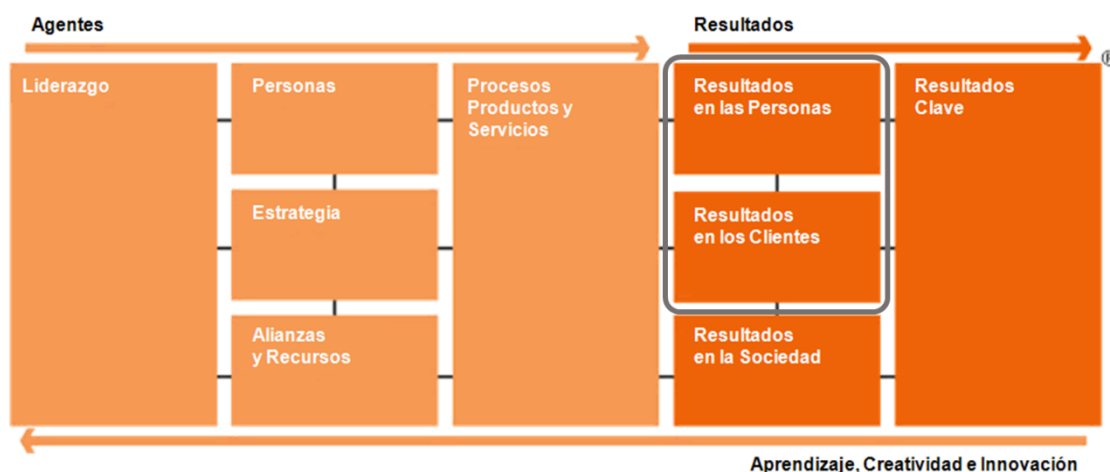 Agentes
Resultados
®
Liderazgo
Personas
Procesos
Productos y
Servicios
Resultados
en las Personas
Resultados
Clave
Estrategia
Resultados
en los Clientes
Alianzas
y Recursos
Resultados
en la Sociedad
Aprendizaje, Creatividad e Innovación